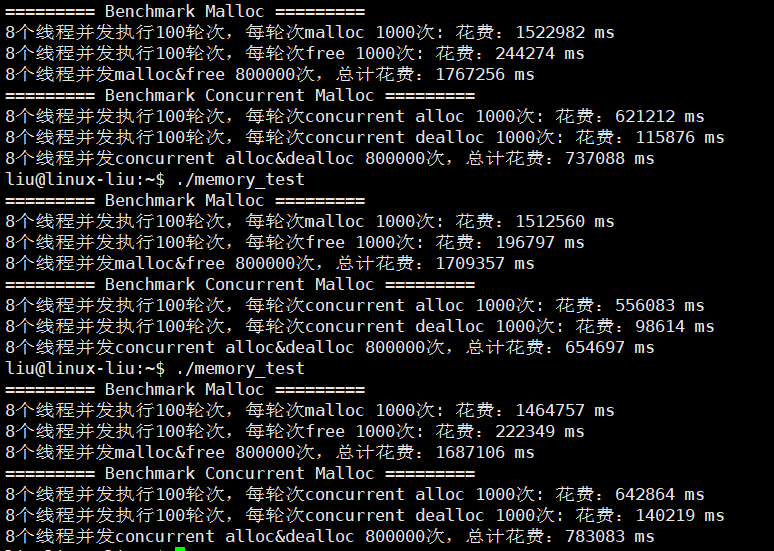 ========= Benchmark Malloc =========
8个线程并发执行100轮次，每轮次malloc 1000次: 花费：1522982 ms
8个线程并发执行100轮次，每轮次free 1000次: 花费：244274 ms
8个线程并发malloc&free 800000次，总计花费：1767256 ms
========= Benchmark Concurrent Malloc =========
8个线程并发执行100轮次，每轮次concurrent alloc 1000次: 花费：621212 ms
8个线程并发执行100轮次，每轮次concurrent dealloc 1000次: 花费：115876 ms
8个线程并发concurrent alloc&dealloc 800000次，总计花费：737088 ms
liu@linux-liu:~$ ./memory_test
========= Benchmark Malloc =========
8个线程并发执行100轮次，每轮次malloc 1000次: 花费：1512560 ms
8个线程并发执行100轮次，每轮次free 1000次: 花费：196797 ms
8个线程并发malloc&free 800000次，总计花费：1709357 ms
========= Benchmark Concurrent Malloc =========
8个线程并发执行100轮次，每轮次concurrent alloc 1000次: 花费：556083 ms
8个线程并发执行100轮次，每轮次concurrent dealloc 1000次: 花费：98614 ms
8个线程并发concurrent alloc&dealloc 800000次，总计花费：654697 ms
liu@linux-liu:~$ ./memory_test
========= Benchmark Malloc =========
8个线程并发执行100轮次，每轮次malloc 1000次: 花费：1464757 ms
8个线程并发执行100轮次，每轮次free 1000次: 花费：222349 ms
8个线程并发malloc&free 800000次，总计花费：1687106 ms
========= Benchmark Concurrent Malloc =========
8个线程并发执行100轮次，每轮次concurrent alloc 1000次: 花费：642864 ms
8个线程并发执行100轮次，每轮次concurrent dealloc 1000次: 花费：140219 ms
8个线程并发concurrent alloc&dealloc 800000次，总计花费：783083 ms